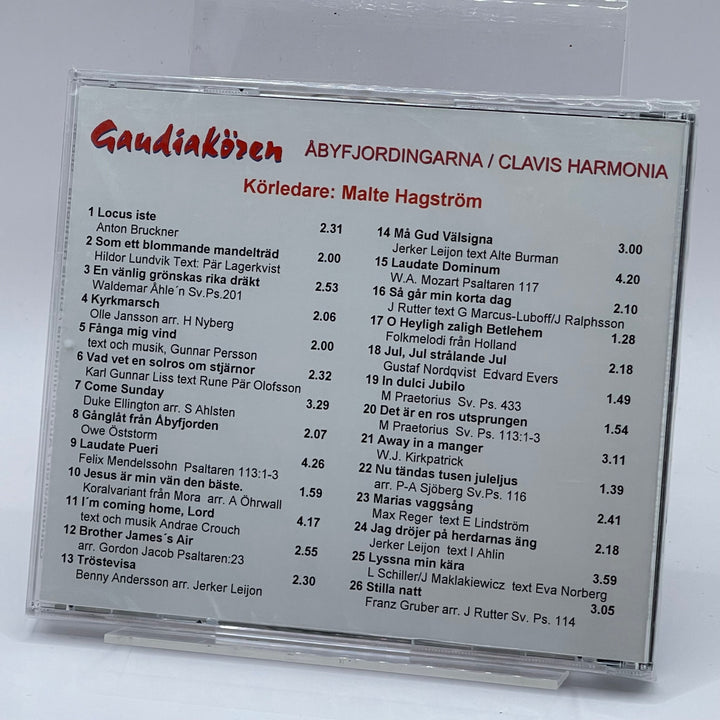 Gaudiakören ÅBYFJORDINGARNA / CLAVIS HARMONIA
Körledare: Malte Hagström
1 Locus iste
Anton Bruckner 2.31
2 Som ett blommande mandelträd
Hildor Lundvik Text: Pär Lagerkvist 2.00
3 En vänlig grönskas rika dräkt
Waldemar Åhle´n Sv.Ps.201 2.53
4 Kyrkmarsch
Olle Jansson arr. H Nyberg 2.06
5 Fånga mig vind
text och musik, Gunnar Persson 2.00
6 Vad vet en solros om stjärnor
Karl Gunnar Liss text Rune Pär Olofsson 2.32
7 Come Sunday
Duke Ellington arr. S Ahlsten 3.29
8 Gånglåt från Åbyfjorden
Owe Öststorm 2.07
9 Laudate Pueri
Felix Mendelssohn Psaltaren 113:1-3 4.26
10 Jesus är min vän den bäste.
Koralvariant från Mora arr. A Öhrwall 1.59
11 I´m coming home, Lord
text och musik Andrae Crouch 4.17
12 Brother James´s Air
arr. Gordon Jacob Psaltaren:23 2.55
13 Tröstevisa
Benny Andersson arr. Jerker Leijon 2.30
14 Må Gud Välsigna
Jerker Leijon text Alte Burman 3.00
15 Laudate Dominum
W.A. Mozart Psaltaren 117 4.20
16 Så går min korta dag
J Rutter text G Marcus-Luboff/J Ralphsson 2.10
17 O Heyligh zaligh Betlehem
Folkmelodi från Holland 1.28
18 Jul, Jul strålande Jul
Gustaf Nordqvist Edvard Evers 2.18
19 In dulci Jubilo
M Praetorius Sv. Ps. 433 1.49
20 Det är en ros utsprungen
M Praetorius Sv. Ps. 113:1-3 1.54
21 Away in a manger
W.J. Kirkpatrick 3.11
22 Nu tändas tusen juleljus
arr. P-A Sjöberg Sv.Ps. 116 1.39
23 Marias vaggsång
Max Reger text E Lindström 2.41
24 Jag dröjer på herdarnas äng
Jerker Leijon text I Ahlin 2.18
25 Lyssna min kära
L Schiller/J Maklakiewicz text Eva Norberg 3.59
26 Stilla natt
Franz Gruber arr. J Rutter Sv. Ps. 114 3.05